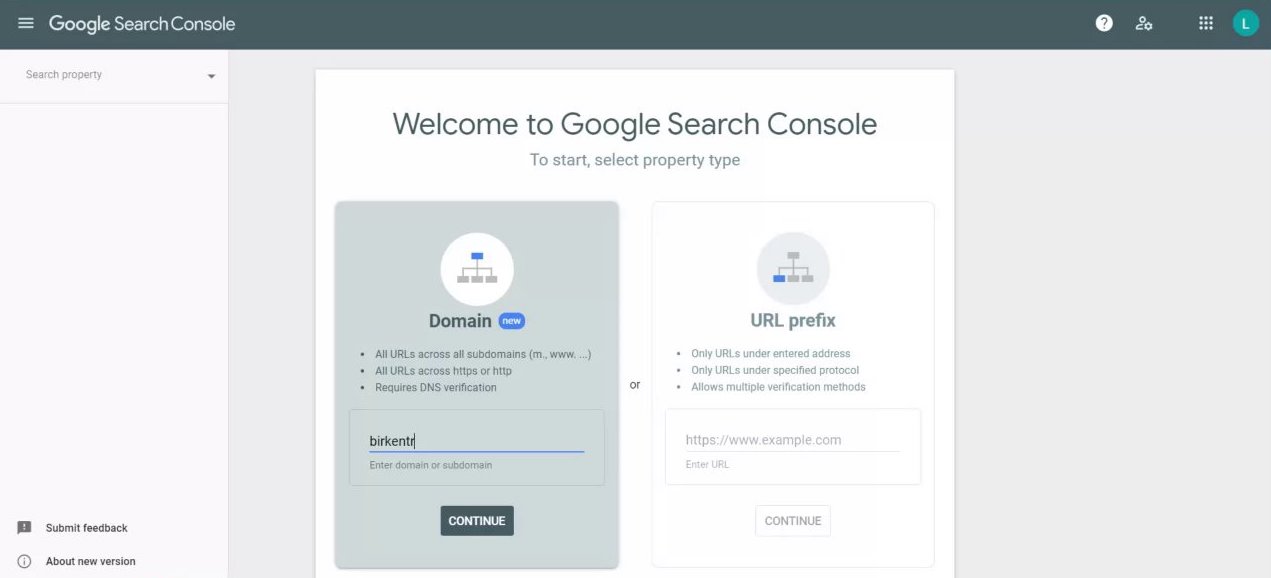 Google Search Console
?
L
Search property
Welcome to Google Search Console
To start, select property type
Domain new
• All URLs across all subdomains (m., www. ...)
• All URLs across https or http
• Requires DNS verification
birkentr
Enter domain or subdomain
CONTINUE
or
URL prefix
• Only URLs under entered address
• Only URLs under specified protocol
• Allows multiple verification methods
https://www.example.com
Enter URL
CONTINUE
Submit feedback
About new version